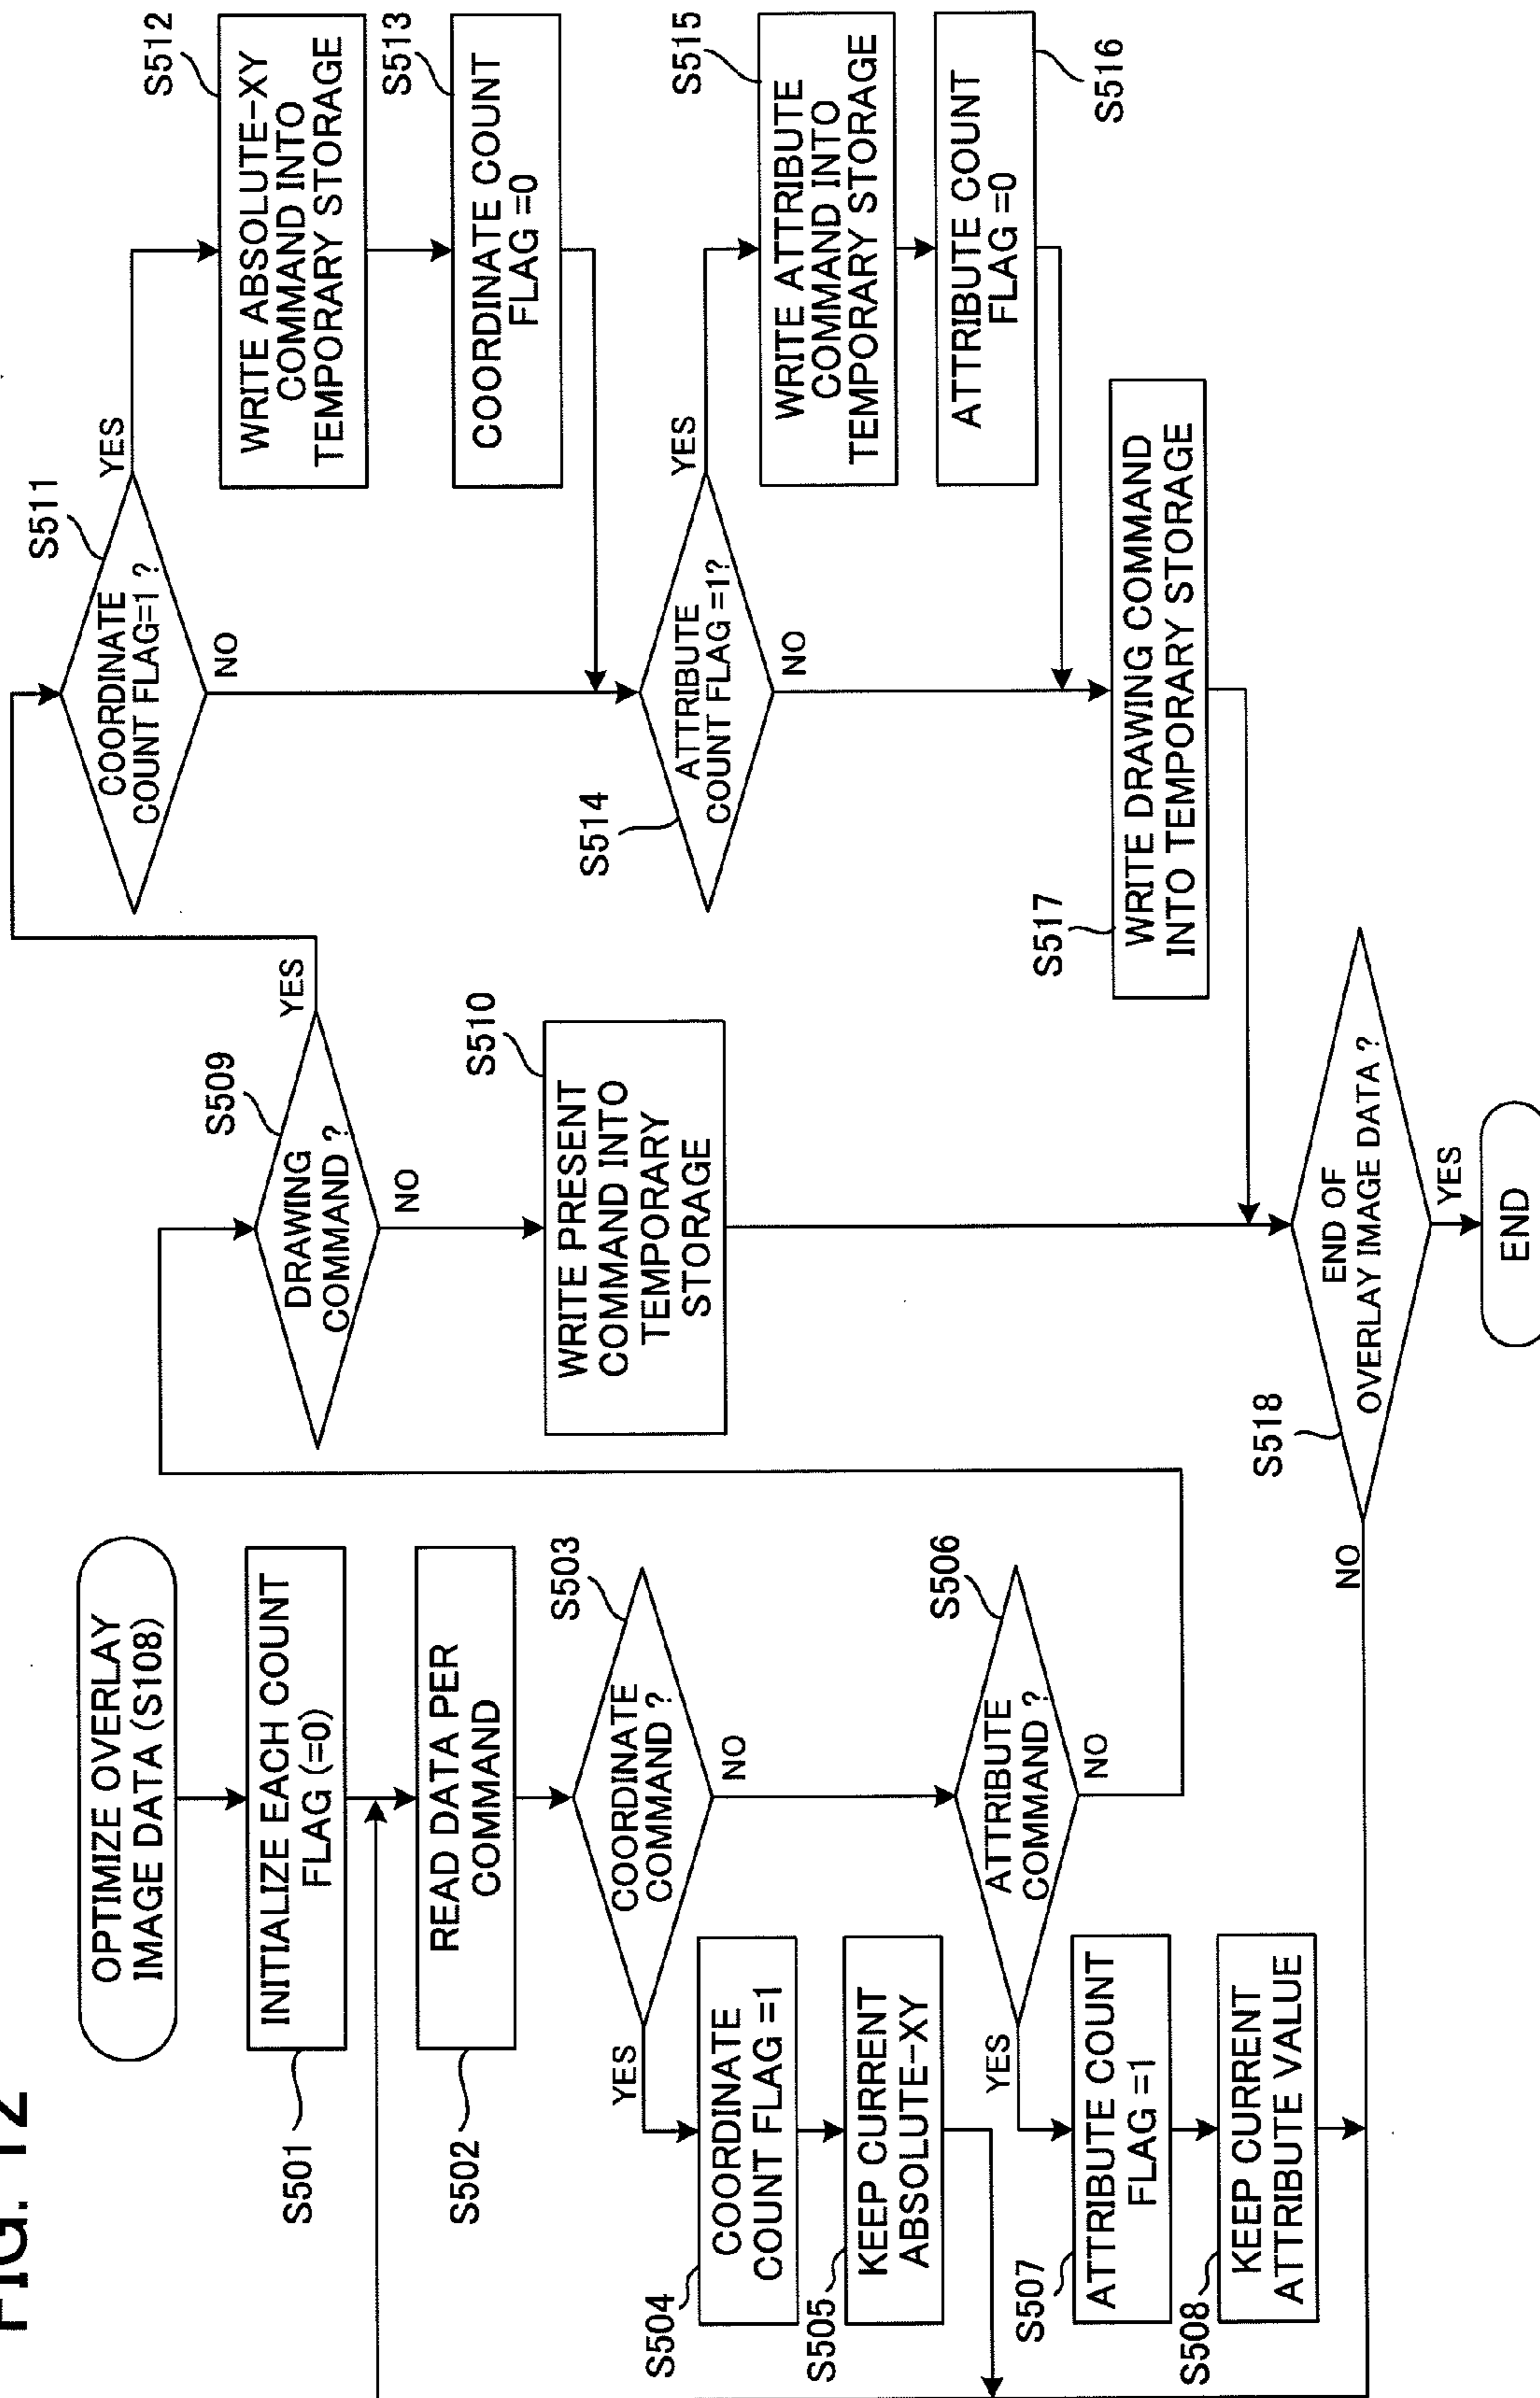 FIG. 12
OPTIMIZE OVERLAY
IMAGE DATA (S108)
S501
INITIALIZE EACH COUNT
FLAG (=0)
S502
READ DATA PER
COMMAND
S503
COORDINATE
COMMAND ?
YES
NO
S504
COORDINATE
COUNT FLAG =1
S505
KEEP CURRENT
ABSOLUTE-XY
S506
ATTRIBUTE
COMMAND ?
YES
NO
S507
ATTRIBUTE COUNT
FLAG =1
S508
KEEP CURRENT
ATTRIBUTE VALUE
S509
DRAWING
COMMAND ?
YES
NO
S510
WRITE PRESENT
COMMAND INTO
TEMPORARY
STORAGE
S511
COORDINATE
COUNT FLAG=1 ?
YES
NO
S512
WRITE ABSOLUTE-XY
COMMAND INTO
TEMPORARY STORAGE
S513
COORDINATE COUNT
FLAG =0
S514
ATTRIBUTE
COUNT FLAG =1?
YES
NO
S515
WRITE ATTRIBUTE
COMMAND INTO
TEMPORARY STORAGE
S516
ATTRIBUTE COUNT
FLAG =0
S517
WRITE DRAWING COMMAND
INTO TEMPORARY STORAGE
S518
END OF
OVERLAY IMAGE DATA ?
NO
YES
END